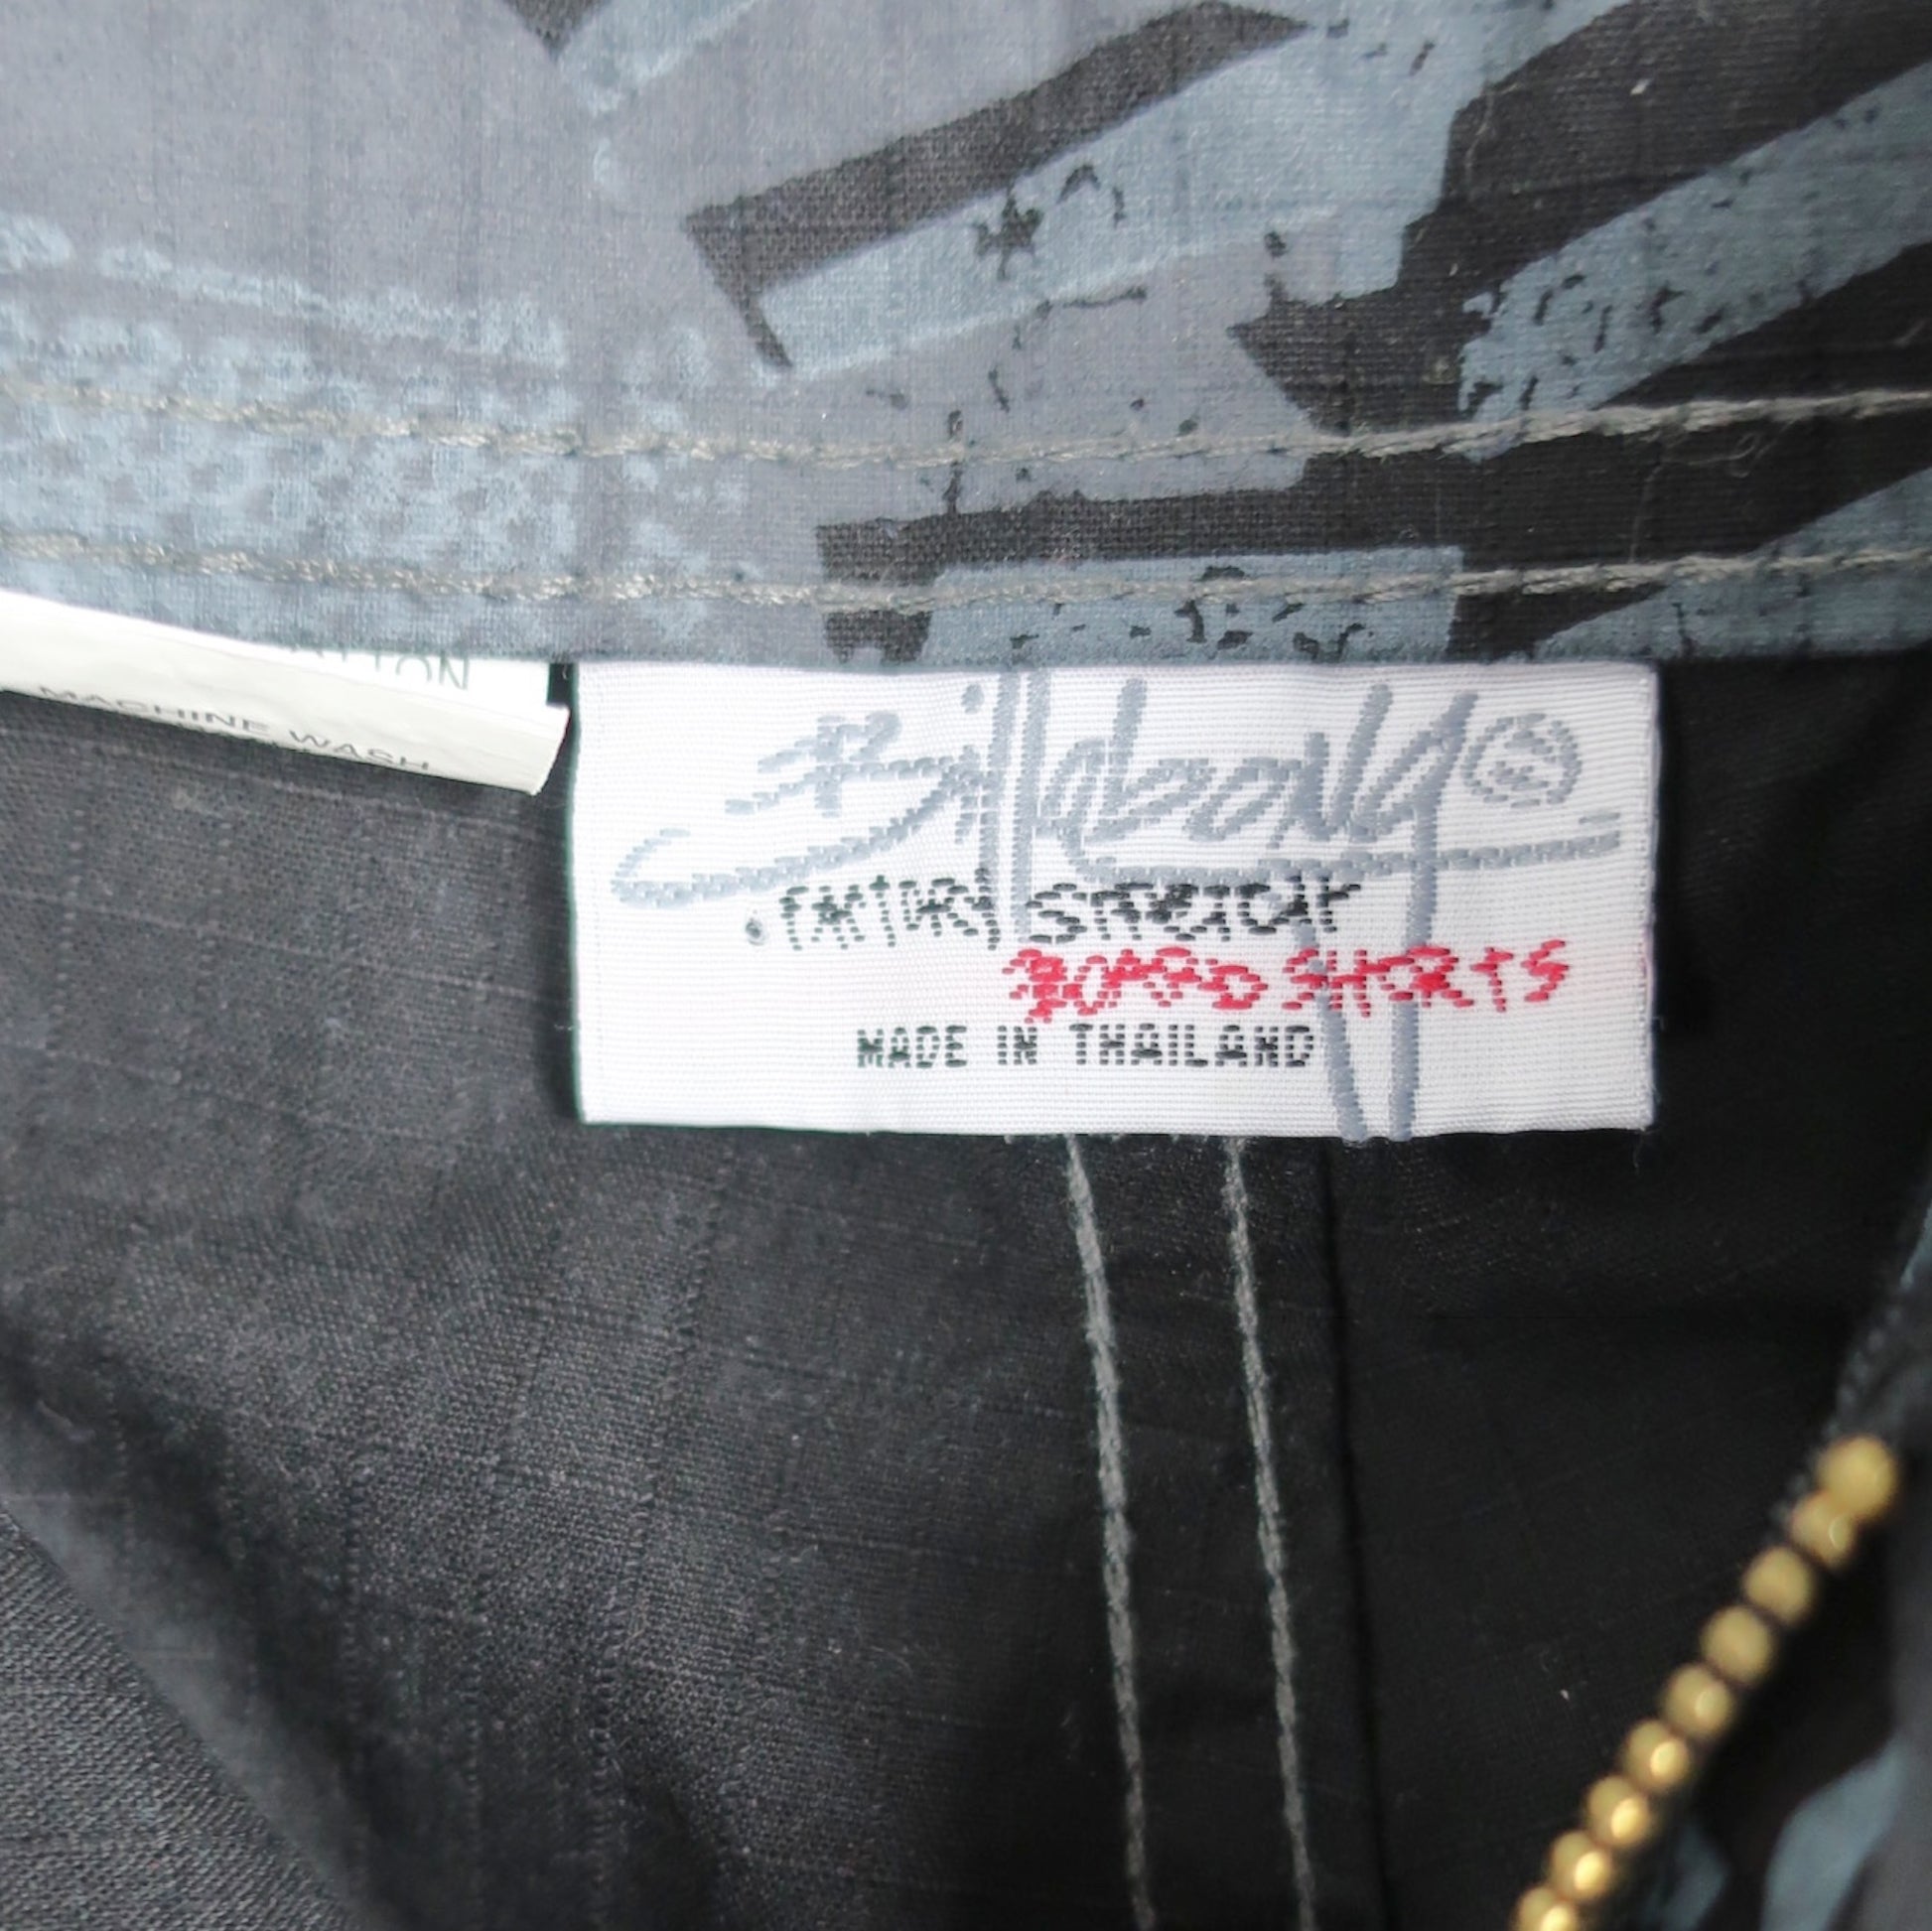 Billabong
FACTORY STRETCH
BOARD SHORTS
MADE IN THAILAND
MACHINE WASH